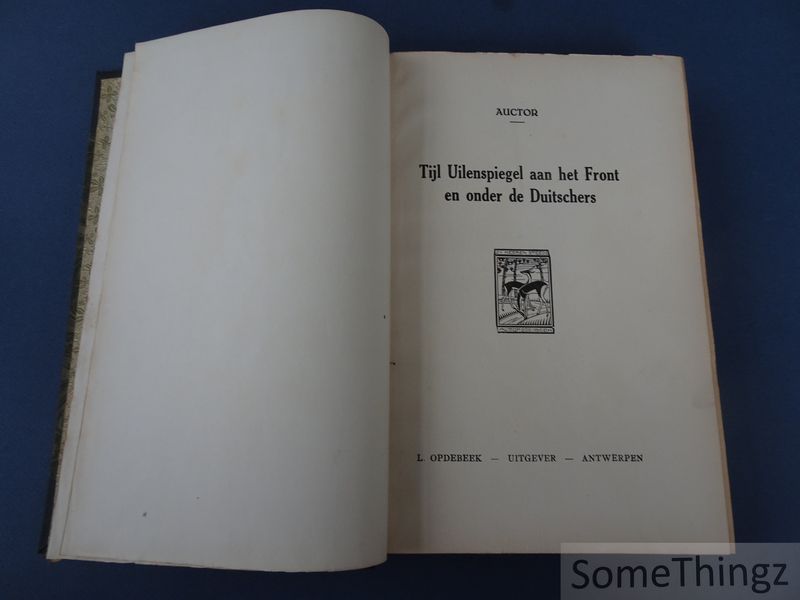 AUCTOR
Tijl Uilenspiegel aan het Front
en onder de Duitschers
L. OPDEBEEK — UITGEVER — ANTWERPEN
SomeThingz